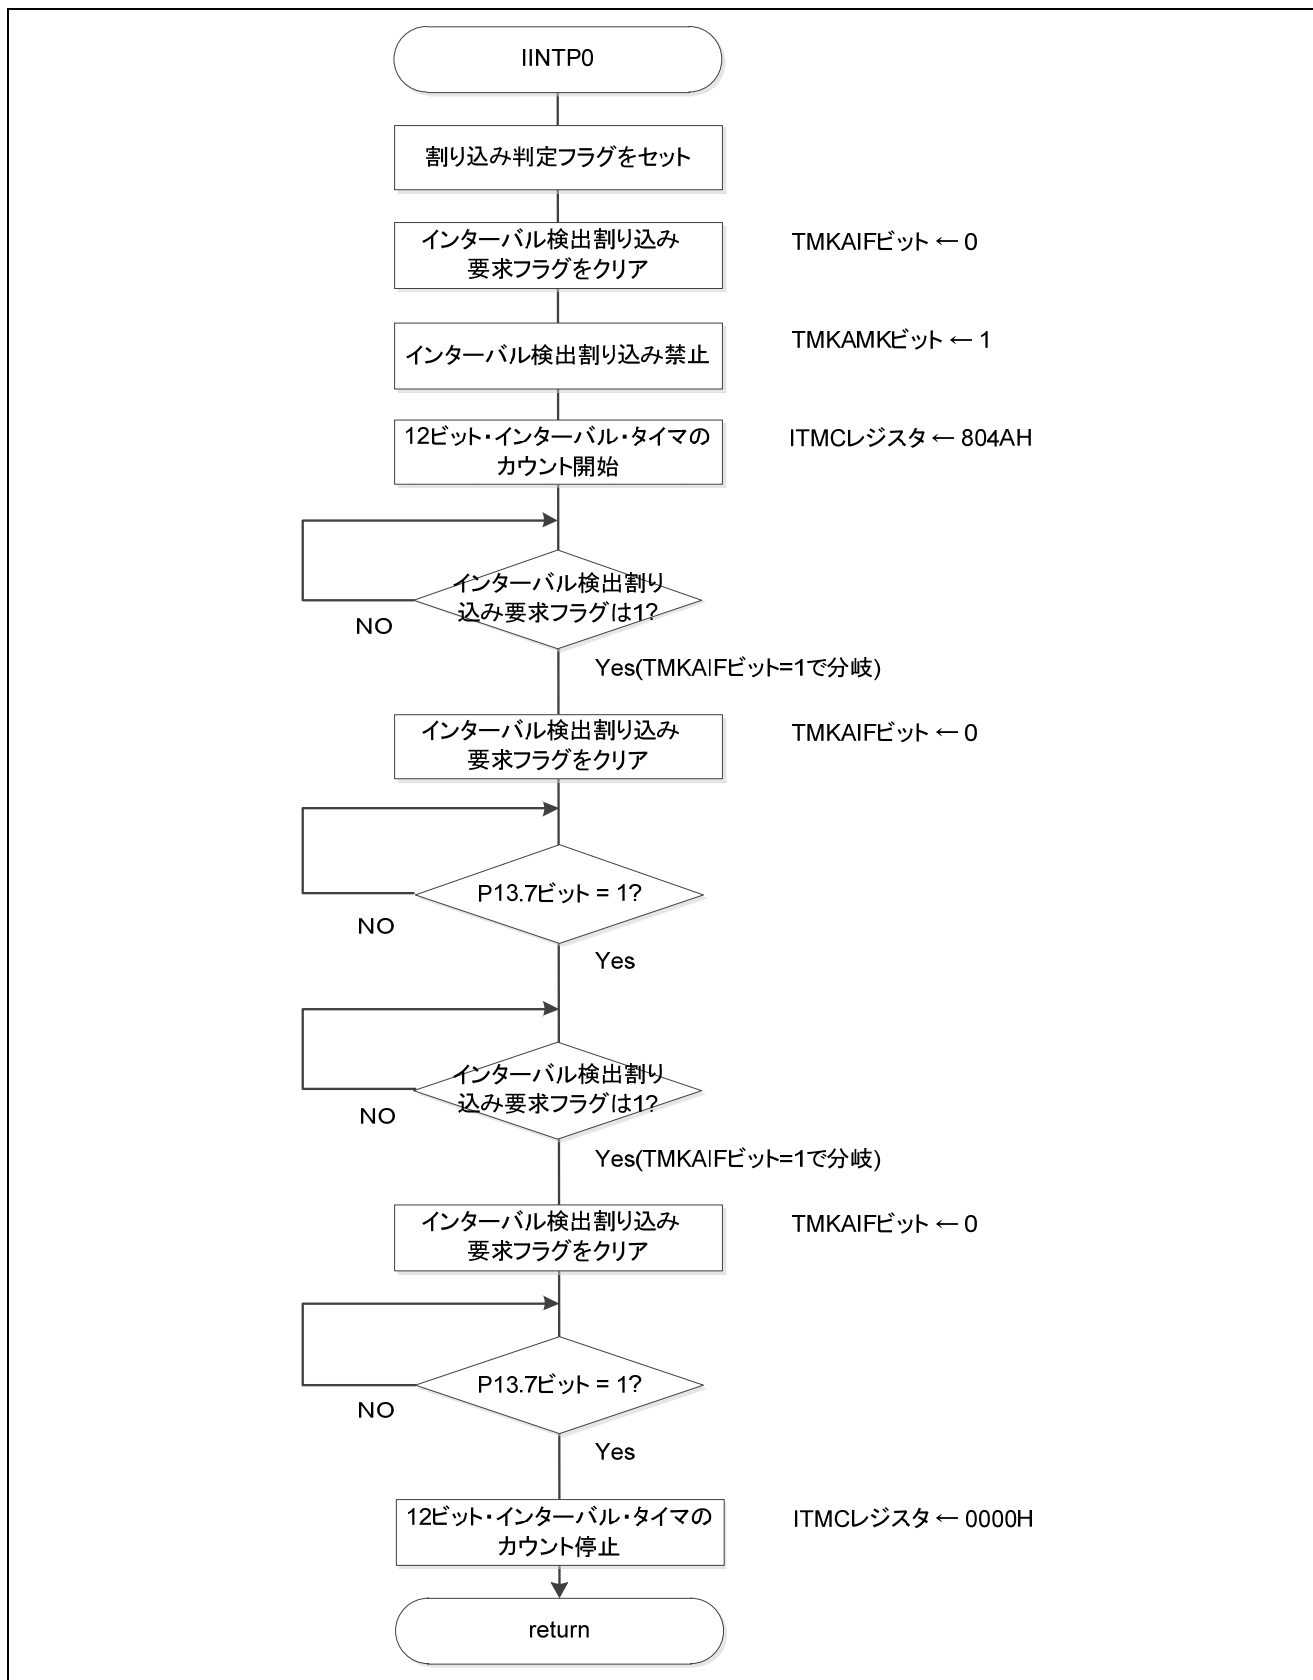 IINTP0
割り込み判定フラグをセット
インターバル検出割り込み
要求フラグをクリア
TMKAIFビット ← 0
インターバル検出割り込み禁止
TMKAMKビット ← 1
12ビット・インターバル・タイマの
カウント開始
ITMCレジスタ ← 804AH
インターバル検出割り
込み要求フラグは1?
NO
Yes(TMKAIFビット=1で分岐)
インターバル検出割り込み
要求フラグをクリア
TMKAIFビット ← 0
P13.7ビット = 1?
NO
Yes
インターバル検出割り
込み要求フラグは1?
NO
Yes(TMKAIFビット=1で分岐)
インターバル検出割り込み
要求フラグをクリア
TMKAIFビット ← 0
P13.7ビット = 1?
NO
Yes
12ビット・インターバル・タイマの
カウント停止
ITMCレジスタ ← 0000H
return